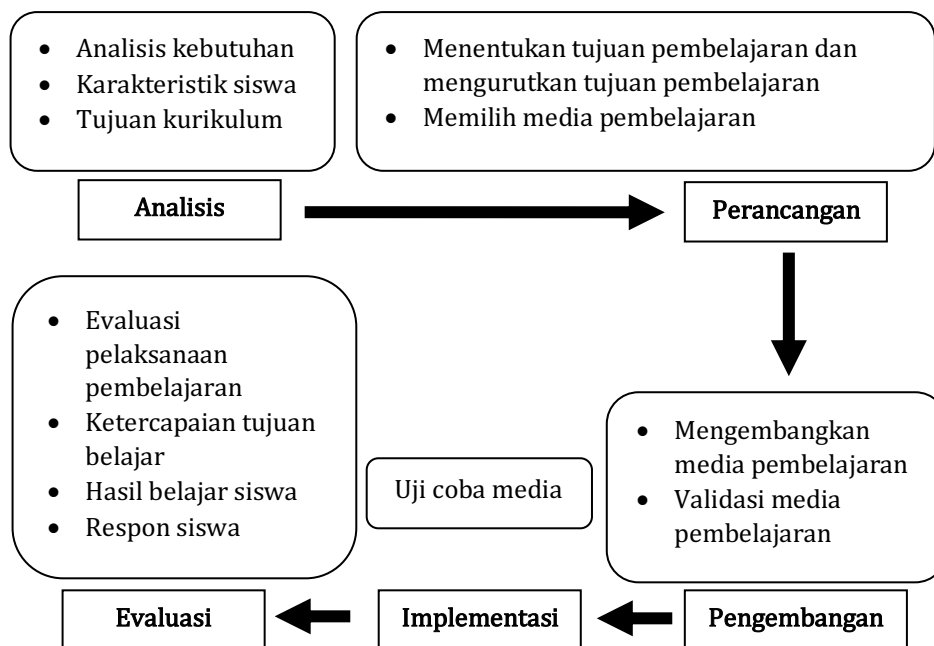 • Analisis kebutuhan
• Karakteristik siswa
• Tujuan kurikulum
• Menentukan tujuan pembelajaran dan
mengurutkan tujuan pembelajaran
• Memilih media pembelajaran
Analisis
Perancangan
• Evaluasi
pelaksanaan
pembelajaran
• Ketercapaian tujuan
belajar
• Hasil belajar siswa
• Respon siswa
Uji coba media
• Mengembangkan
media pembelajaran
• Validasi media
pembelajaran
Evaluasi
Implementasi
Pengembangan